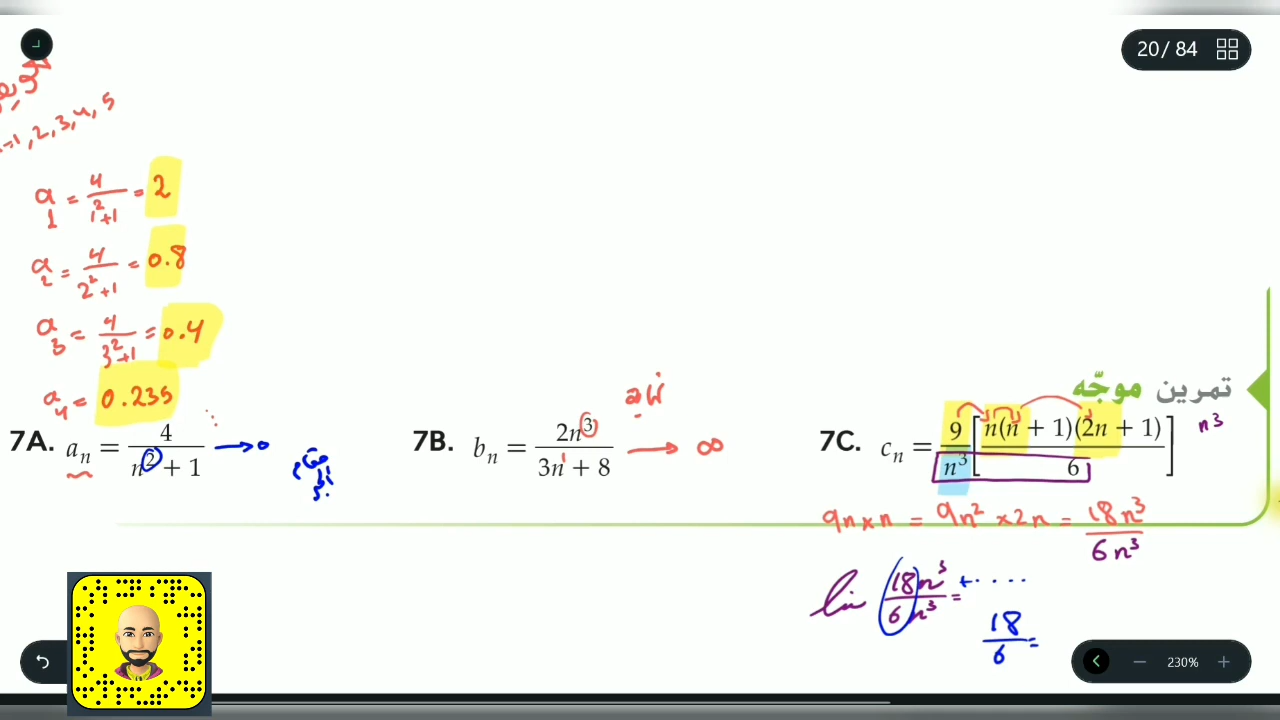 20/ 84
1, 2, 3, 4, 5
a1 = 4/(1²+1) = 2
a2 = 4/(2²+1) = 0.8
a3 = 4/(3²+1) = 0.4
a4 = 0.235
تمرين موجّه
7A. aₙ = 4/(n² + 1) → 0
7B. bₙ = 2n³/(3n¹ + 8) → ∞
7C. cₙ = 9/n³ [n(n + 1)(2n + 1)/6] n3
9n×n = 9n² ×2n = 18n³/6n³
18n³/6n³ = + ....
18/6 =
230%